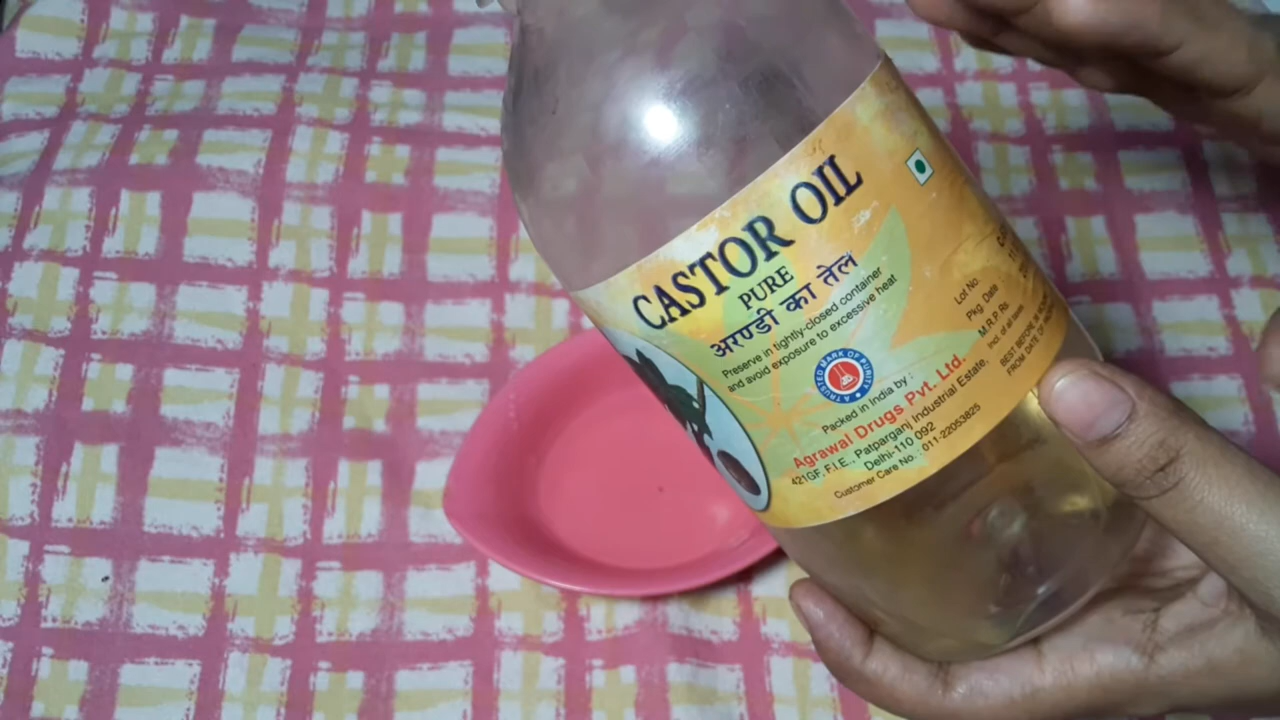 CASTOR OIL
PURE
अरण्डी का तेल
Preserve in tightly-closed container
and avoid exposure to excessive heat
A TRUSTED MARK OF PURITY
Packed in India by :
Agrawal Drugs Pvt. Ltd.
421GF, F.I.E., Patparganj Industrial Estate,
Delhi-110 092
Customer Care No. : 011-22053825
Lot No.
Pkg. Date
M.R.P. Rs.
Incl. of all taxes
BEST BEFORE
FROM DATE OF